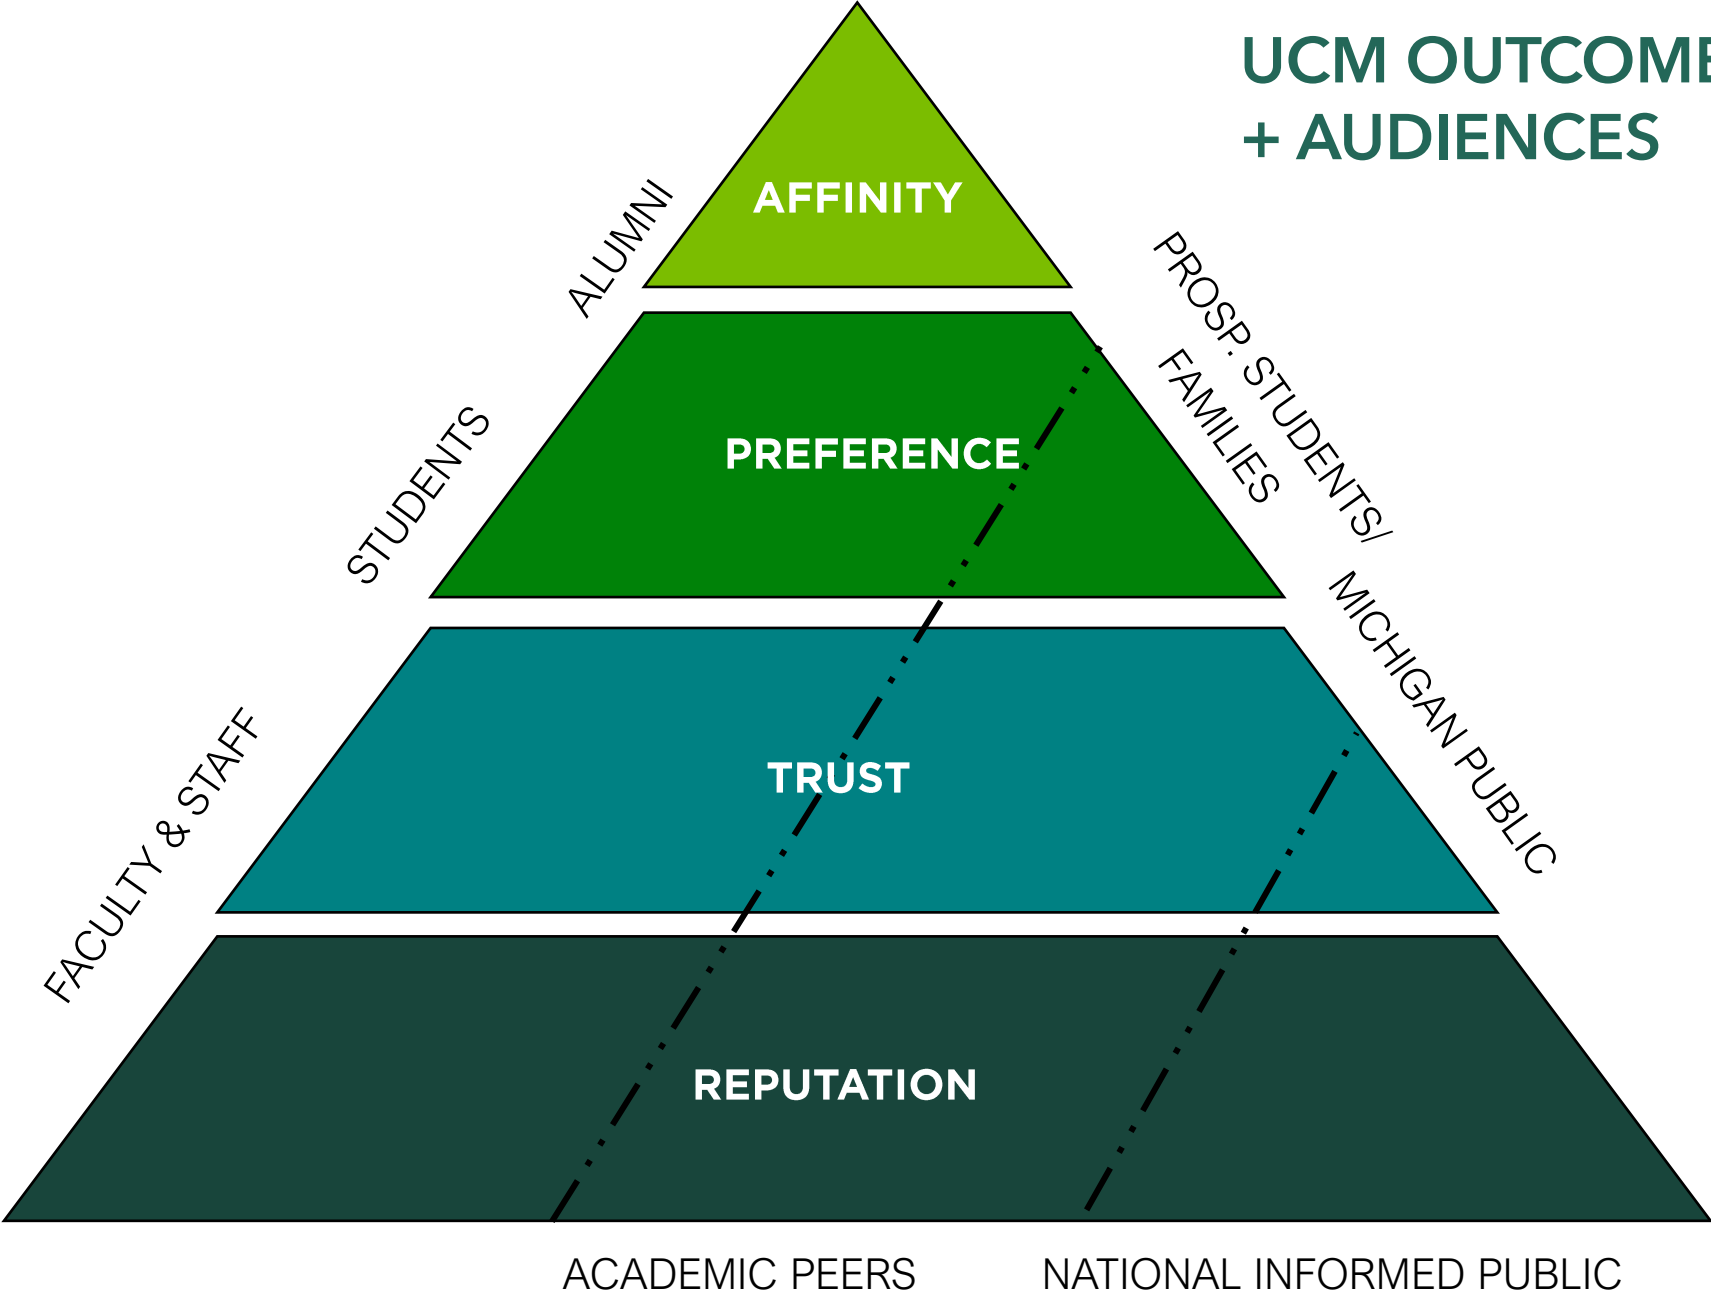 UCM OUTCOME
+ AUDIENCES
AFFINITY
ALUMNI
PROSP. STUDENTS/
FAMILIES
PREFERENCE
STUDENTS
MICHIGAN PUBLIC
TRUST
FACULTY & STAFF
REPUTATION
ACADEMIC PEERS
NATIONAL INFORMED PUBLIC